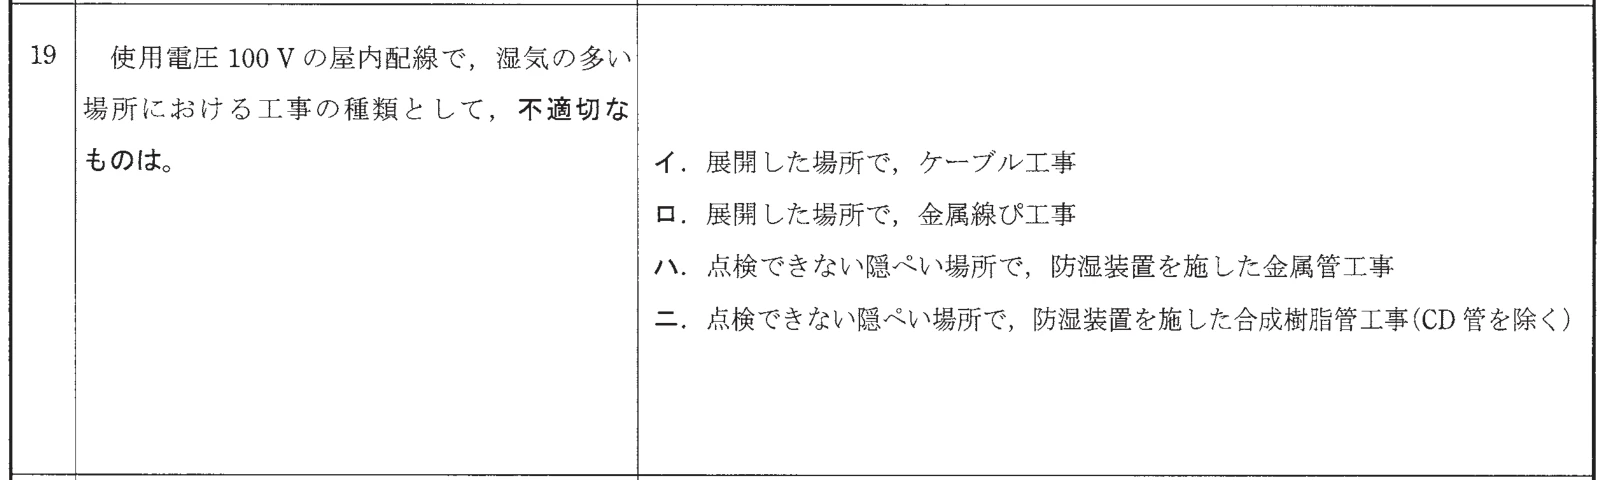 19
使用電圧 100 V の屋内配線で，湿気の多い
場所における工事の種類として，不適切な
ものは。
イ．展開した場所で，ケーブル工事
ロ．展開した場所で，金属線ぴ工事
ハ．点検できない隠ぺい場所で，防湿装置を施した金属管工事
ニ．点検できない隠ぺい場所で，防湿装置を施した合成樹脂管工事(CD 管を除く)